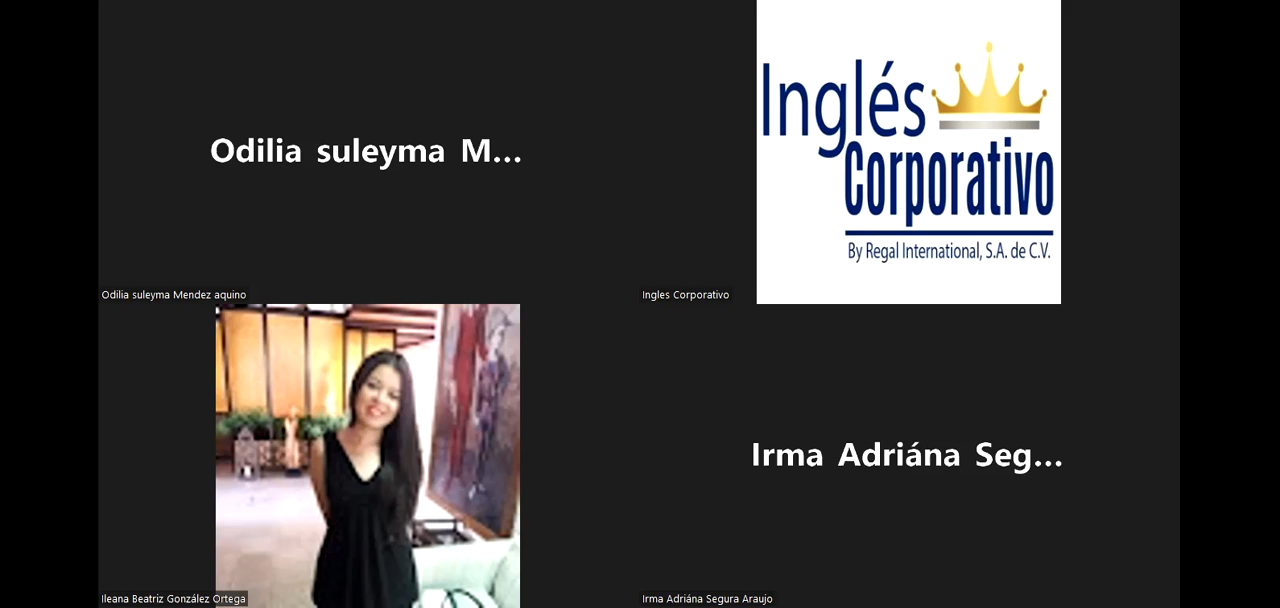 Odilia suleyma M...
Odilia suleyma Mendez aquino
Inglés
Corporativo
By Regal International, S.A. de C.V.
Ingles Corporativo
Ileana Beatriz González Ortega
Irma Adriána Seg...
Irma Adriána Segura Araujo